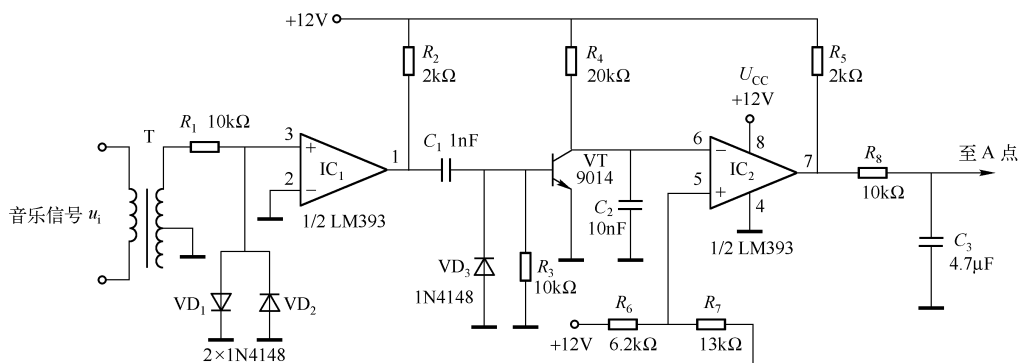 +12V
R₂
2kΩ
R₄
20kΩ
R₅
2kΩ
U_CC
+12V
T
R₁ 10kΩ
3
+
2
−
IC₁
1
1/2 LM393
C₁ 1nF
VT
9014
6
−
5
+
IC₂
8
7
4
1/2 LM393
R₈
10kΩ
至A点
音乐信号 uᵢ
C₂
10nF
C₃
4.7μF
VD₁
VD₂
2×1N4148
VD₃
1N4148
R₃
10kΩ
+12V
R₆
6.2kΩ
R₇
13kΩ